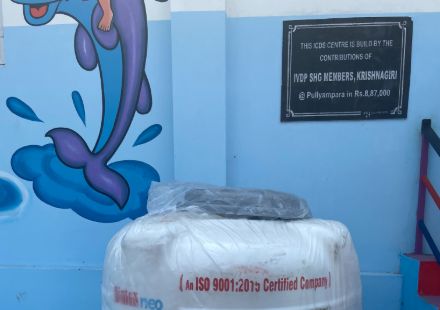 THIS ICDS CENTRE IS BUILD BY THE
CONTRIBUTIONS OF
IVDP SHG MEMBERS, KRISHNAGIRI
@ Puliyampara in Rs.8,87,000
( An ISO 9001:2015 Certified Company )
Sintex neo